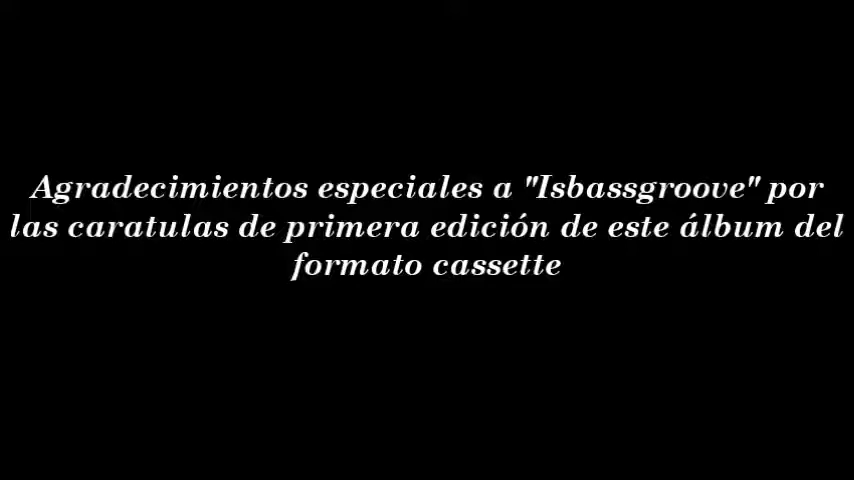 Agradecimientos especiales a "Isbassgroove" por
las caratulas de primera edición de este álbum del
formato cassette